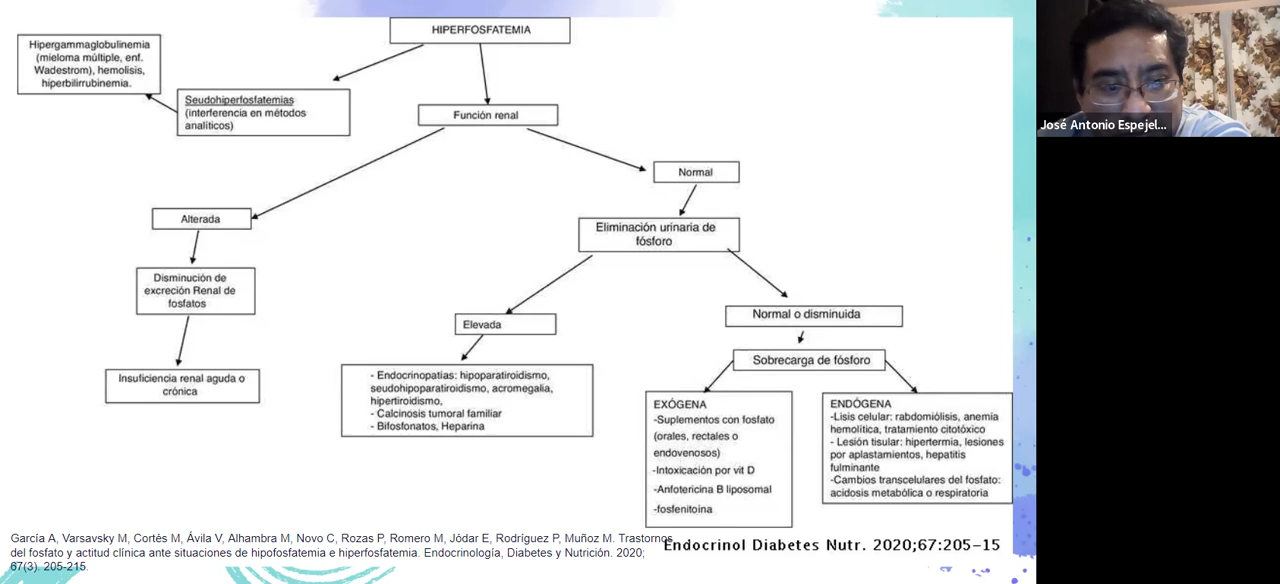 HIPERFOSFATEMIA
Hipergammaglobulinemia
(mieloma múltiple, enf.
Wadestrom), hemolisis,
hiperbilirrubinemia.
Seudohiperfosfatemias
(interferencia en métodos
analíticos)
Función renal
Normal
Alterada
Eliminación urinaria de
fósforo
Disminución de
excreción Renal de
fosfatos
Elevada
Normal o disminuida
Sobrecarga de fósforo
Insuficiencia renal aguda o
crónica
- Endocrinopatías: hipoparatiroidismo,
seudohipoparatiroidismo, acromegalia,
hipertiroidismo,
- Calcinosis tumoral familiar
- Bifosfonatos, Heparina
EXÓGENA
-Suplementos con fosfato
(orales, rectales o
endovenosos)
-Intoxicación por vit D
-Anfotericina B liposomal
-fosfenitoina
ENDÓGENA
-Lisis celular: rabdomiólisis, anemia
hemolítica, tratamiento citotóxico
- Lesión tisular: hipertermia, lesiones
por aplastamientos, hepatitis
fulminante
-Cambios transcelulares del fosfato:
acidosis metabólica o respiratoria
García A, Varsavsky M, Cortés M, Ávila V, Alhambra M, Novo C, Rozas P, Romero M, Jódar E, Rodríguez P, Muñoz M. Trastornos
del fosfato y actitud clínica ante situaciones de hipofosfatemia e hiperfosfatemia. Endocrinología, Diabetes y Nutrición. 2020;
67(3). 205-215.
Endocrinol Diabetes Nutr. 2020;67:205–15
José Antonio Espejel...